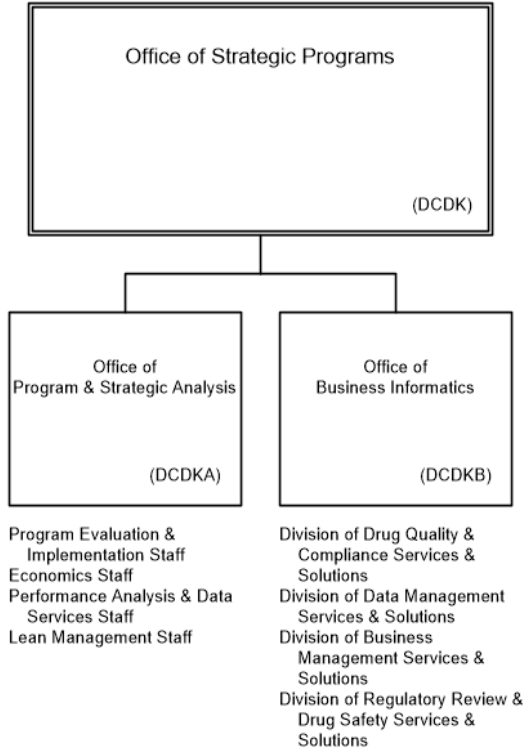 Office of Strategic Programs
(DCDK)
Office of
Program & Strategic Analysis
(DCDKA)
Office of
Business Informatics
(DCDKB)
Program Evaluation &
Implementation Staff
Economics Staff
Performance Analysis & Data
Services Staff
Lean Management Staff
Division of Drug Quality &
Compliance Services &
Solutions
Division of Data Management
Services & Solutions
Division of Business
Management Services &
Solutions
Division of Regulatory Review &
Drug Safety Services &
Solutions